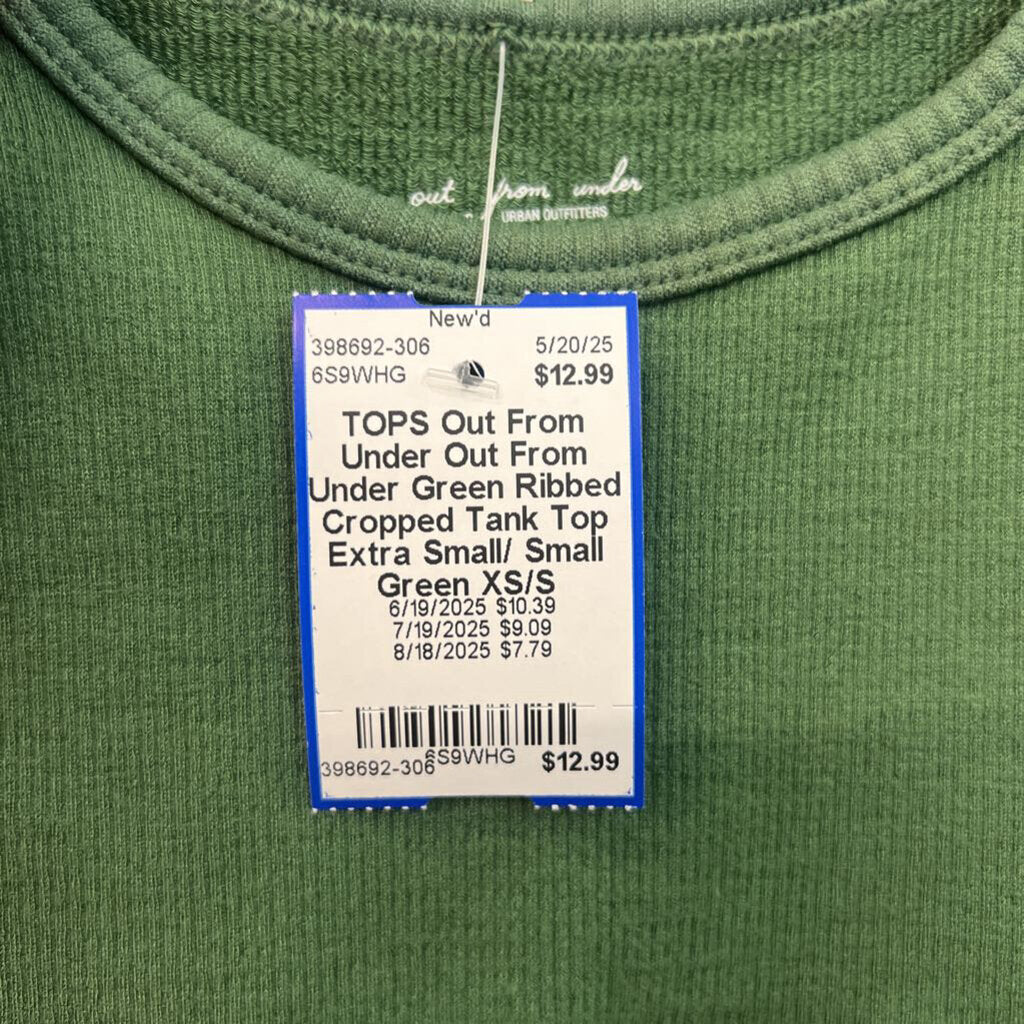 out from under
URBAN OUTFITTERS
New'd
398692-306 5/20/25
6S9WHG $12.99
TOPS Out From
Under Out From
Under Green Ribbed
Cropped Tank Top
Extra Small/ Small
Green XS/S
6/19/2025 $10.39
7/19/2025 $9.09
8/18/2025 $7.79
398692-306 6S9WHG $12.99